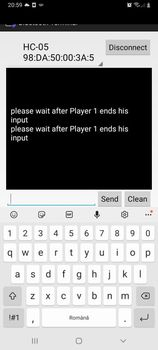 20:59
HC-05
98:DA:50:00:3A:5
Disconnect
please wait after Player 1 ends his
input
please wait after Player 1 ends his
input
Send Clean
GIF
1 2 3 4 5 6 7 8 9 0
q w e r t y u i o p
a s d f g h j k l
z x c v b n m
!#1 , Română .